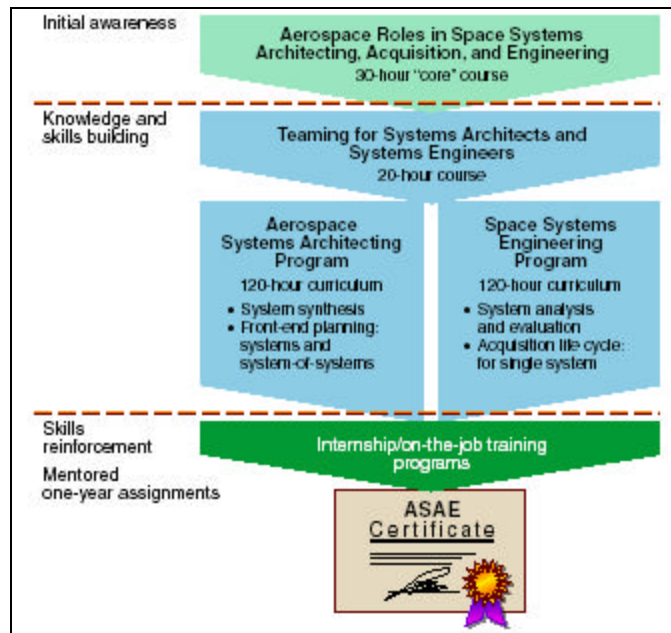 Initial awareness
Aerospace Roles in Space Systems
Architecting, Acquisition, and Engineering
30-hour "core" course
Knowledge and
skills building
Teaming for Systems Architects and
Systems Engineers
20-hour course
Aerospace
Systems Architecting
Program
120-hour curriculum
• System synthesis
• Front-end planning:
systems and
system-of-systems
Space Systems
Engineering
Program
120-hour curriculum
• System analysis
and evaluation
• Acquisition life cycle:
for single system
Skills
reinforcement
Mentored
one-year assignments
Internship/on-the-job training
programs
ASAE
Certificate